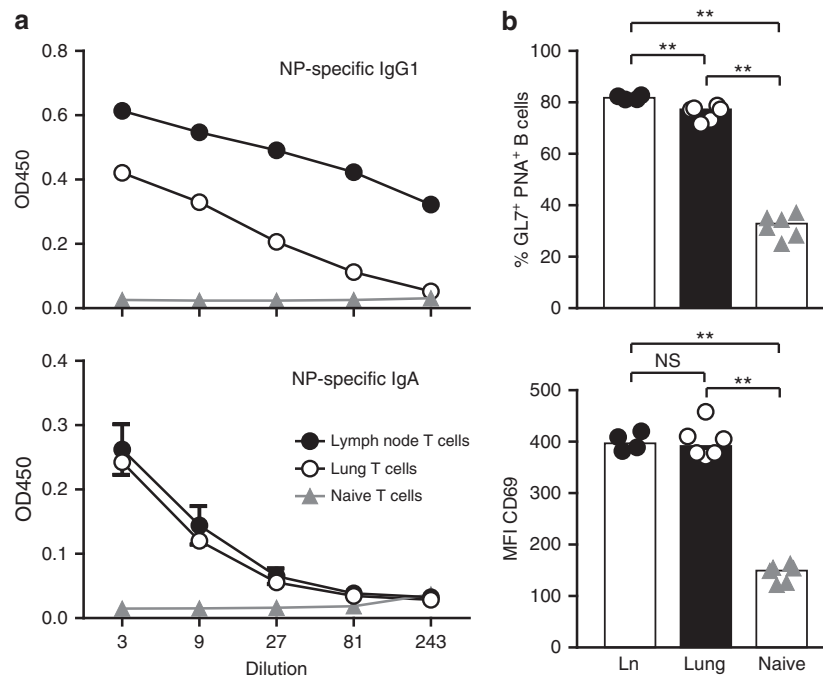 a
NP-specific IgG1
OD450
0.8
0.6
0.4
0.2
0.0
NP-specific IgA
OD450
0.4
0.3
0.2
0.1
0.0
Lymph node T cells
Lung T cells
Naive T cells
3 9 27 81 243
Dilution
b
**
**
**
% GL7+ PNA+ B cells
100
80
60
40
20
0
**
NS
**
MFI CD69
500
400
300
200
100
0
Ln Lung Naive